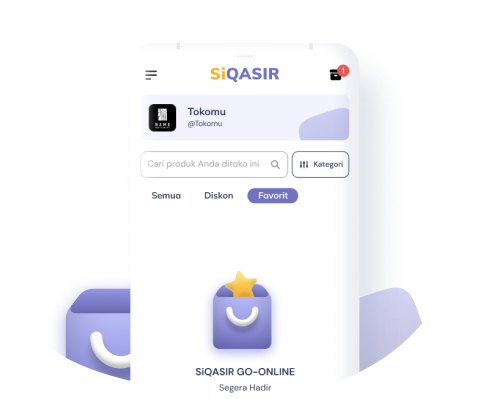 SiQASIR
1
Tokomu
@Tokomu
Cari produk Anda ditoko ini
Kategori
Semua
Diskon
Favorit
SiQASIR GO-ONLINE
Segera Hadir